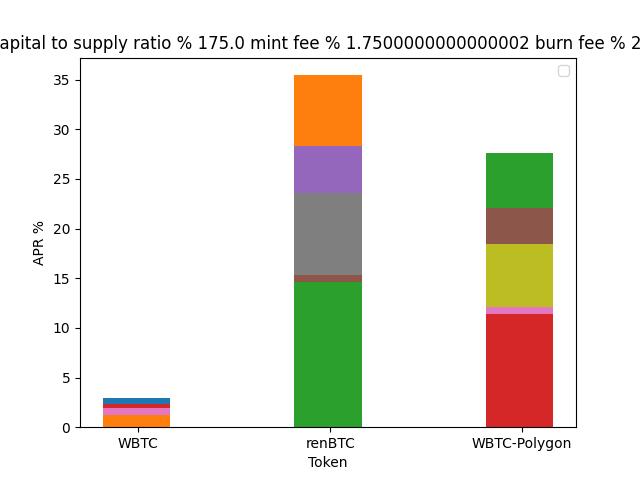 apital to supply ratio % 175.0 mint fee % 1.7500000000000002 burn fee % 2
35
30
25
20
15
10
5
0
APR %
WBTC renBTC WBTC-Polygon
Token